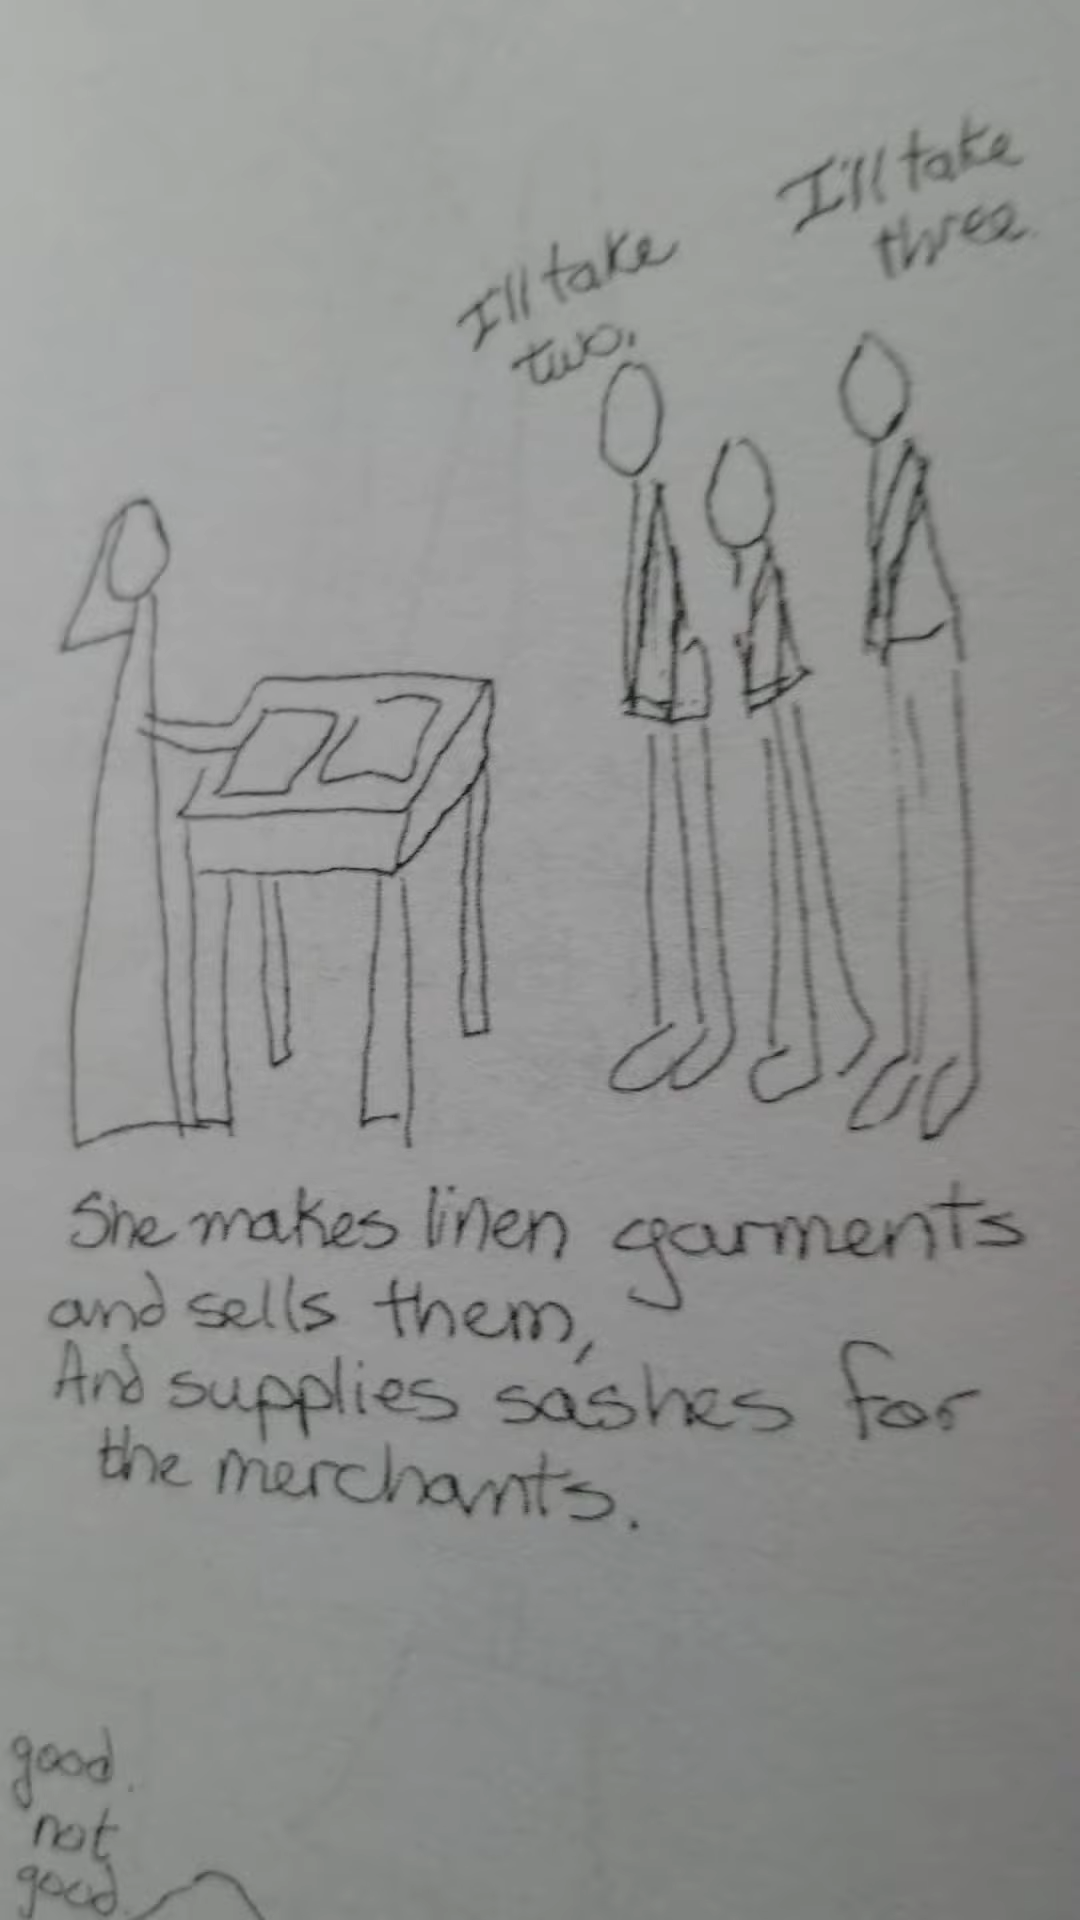 I'll take
three
I'll take
two.
She makes linen garments
and sells them,
And supplies sashes for
the merchants.
good.
not
good